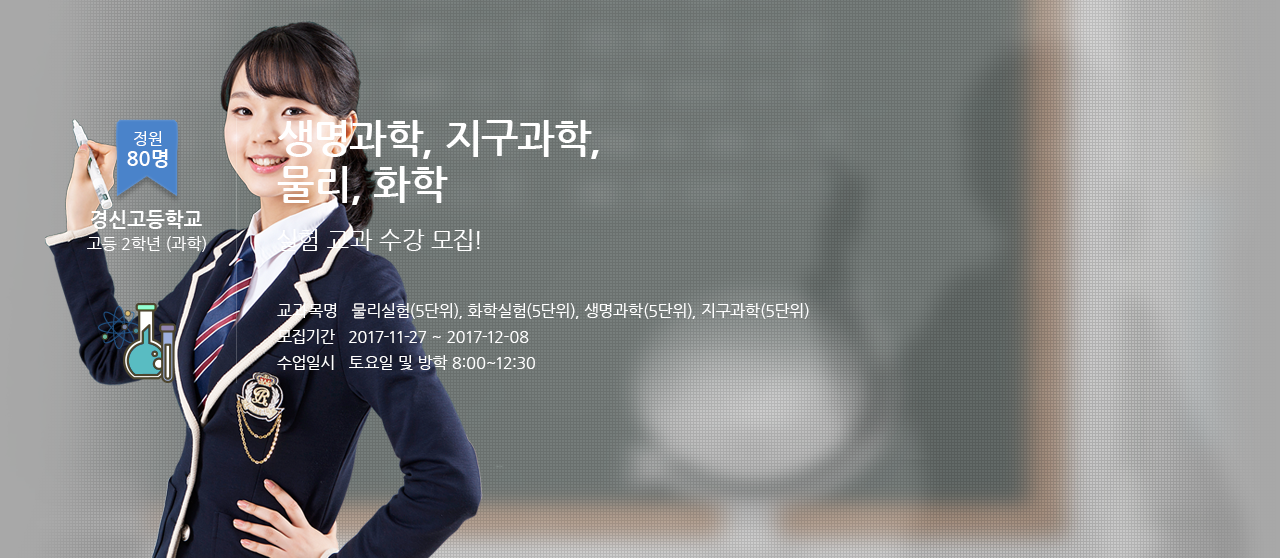 정원
80명
경신고등학교
고등 2학년 (과학)
생명과학, 지구과학,
물리, 화학
실험 교과 수강 모집!
교과목명 물리실험(5단위), 화학실험(5단위), 생명과학(5단위), 지구과학(5단위)
모집기간 2017-11-27 ~ 2017-12-08
수업일시 토요일 및 방학 8:00~12:30